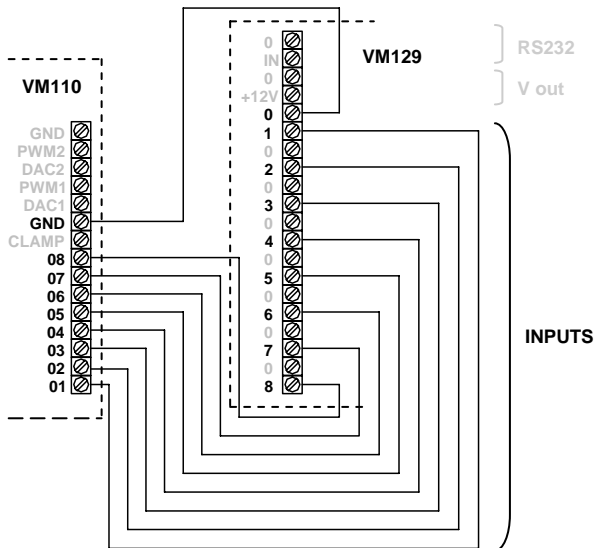 VM110
GND
PWM2
DAC2
PWM1
DAC1
GND
CLAMP
08
07
06
05
04
03
02
01
VM129
0
IN
0
+12V
0
1
0
2
0
3
0
4
0
5
0
6
0
7
0
8
RS232
V out
INPUTS